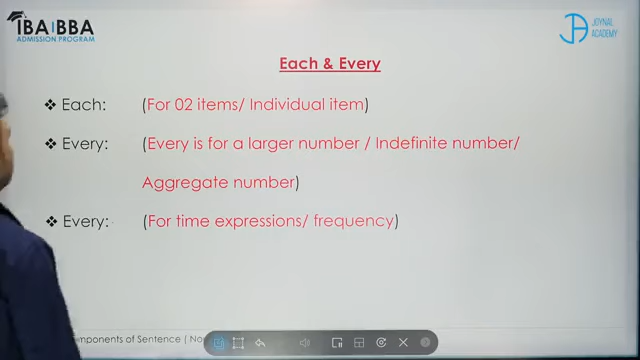 IBA|BBA
ADMISSION PROGRAM
JOYNAL
ACADEMY
Each & Every
❖ Each: (For 02 items/ Individual item)
❖ Every: (Every is for a larger number / Indefinite number/
Aggregate number)
❖ Every: (For time expressions/ frequency)
mponents of Sentence |